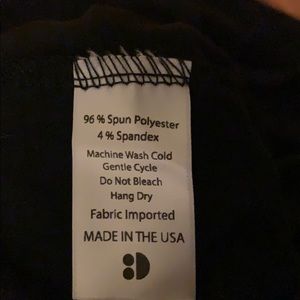 96 % Spun Polyester
4 % Spandex
Machine Wash Cold
Gentle Cycle
Do Not Bleach
Hang Dry
Fabric Imported
MADE IN THE USA